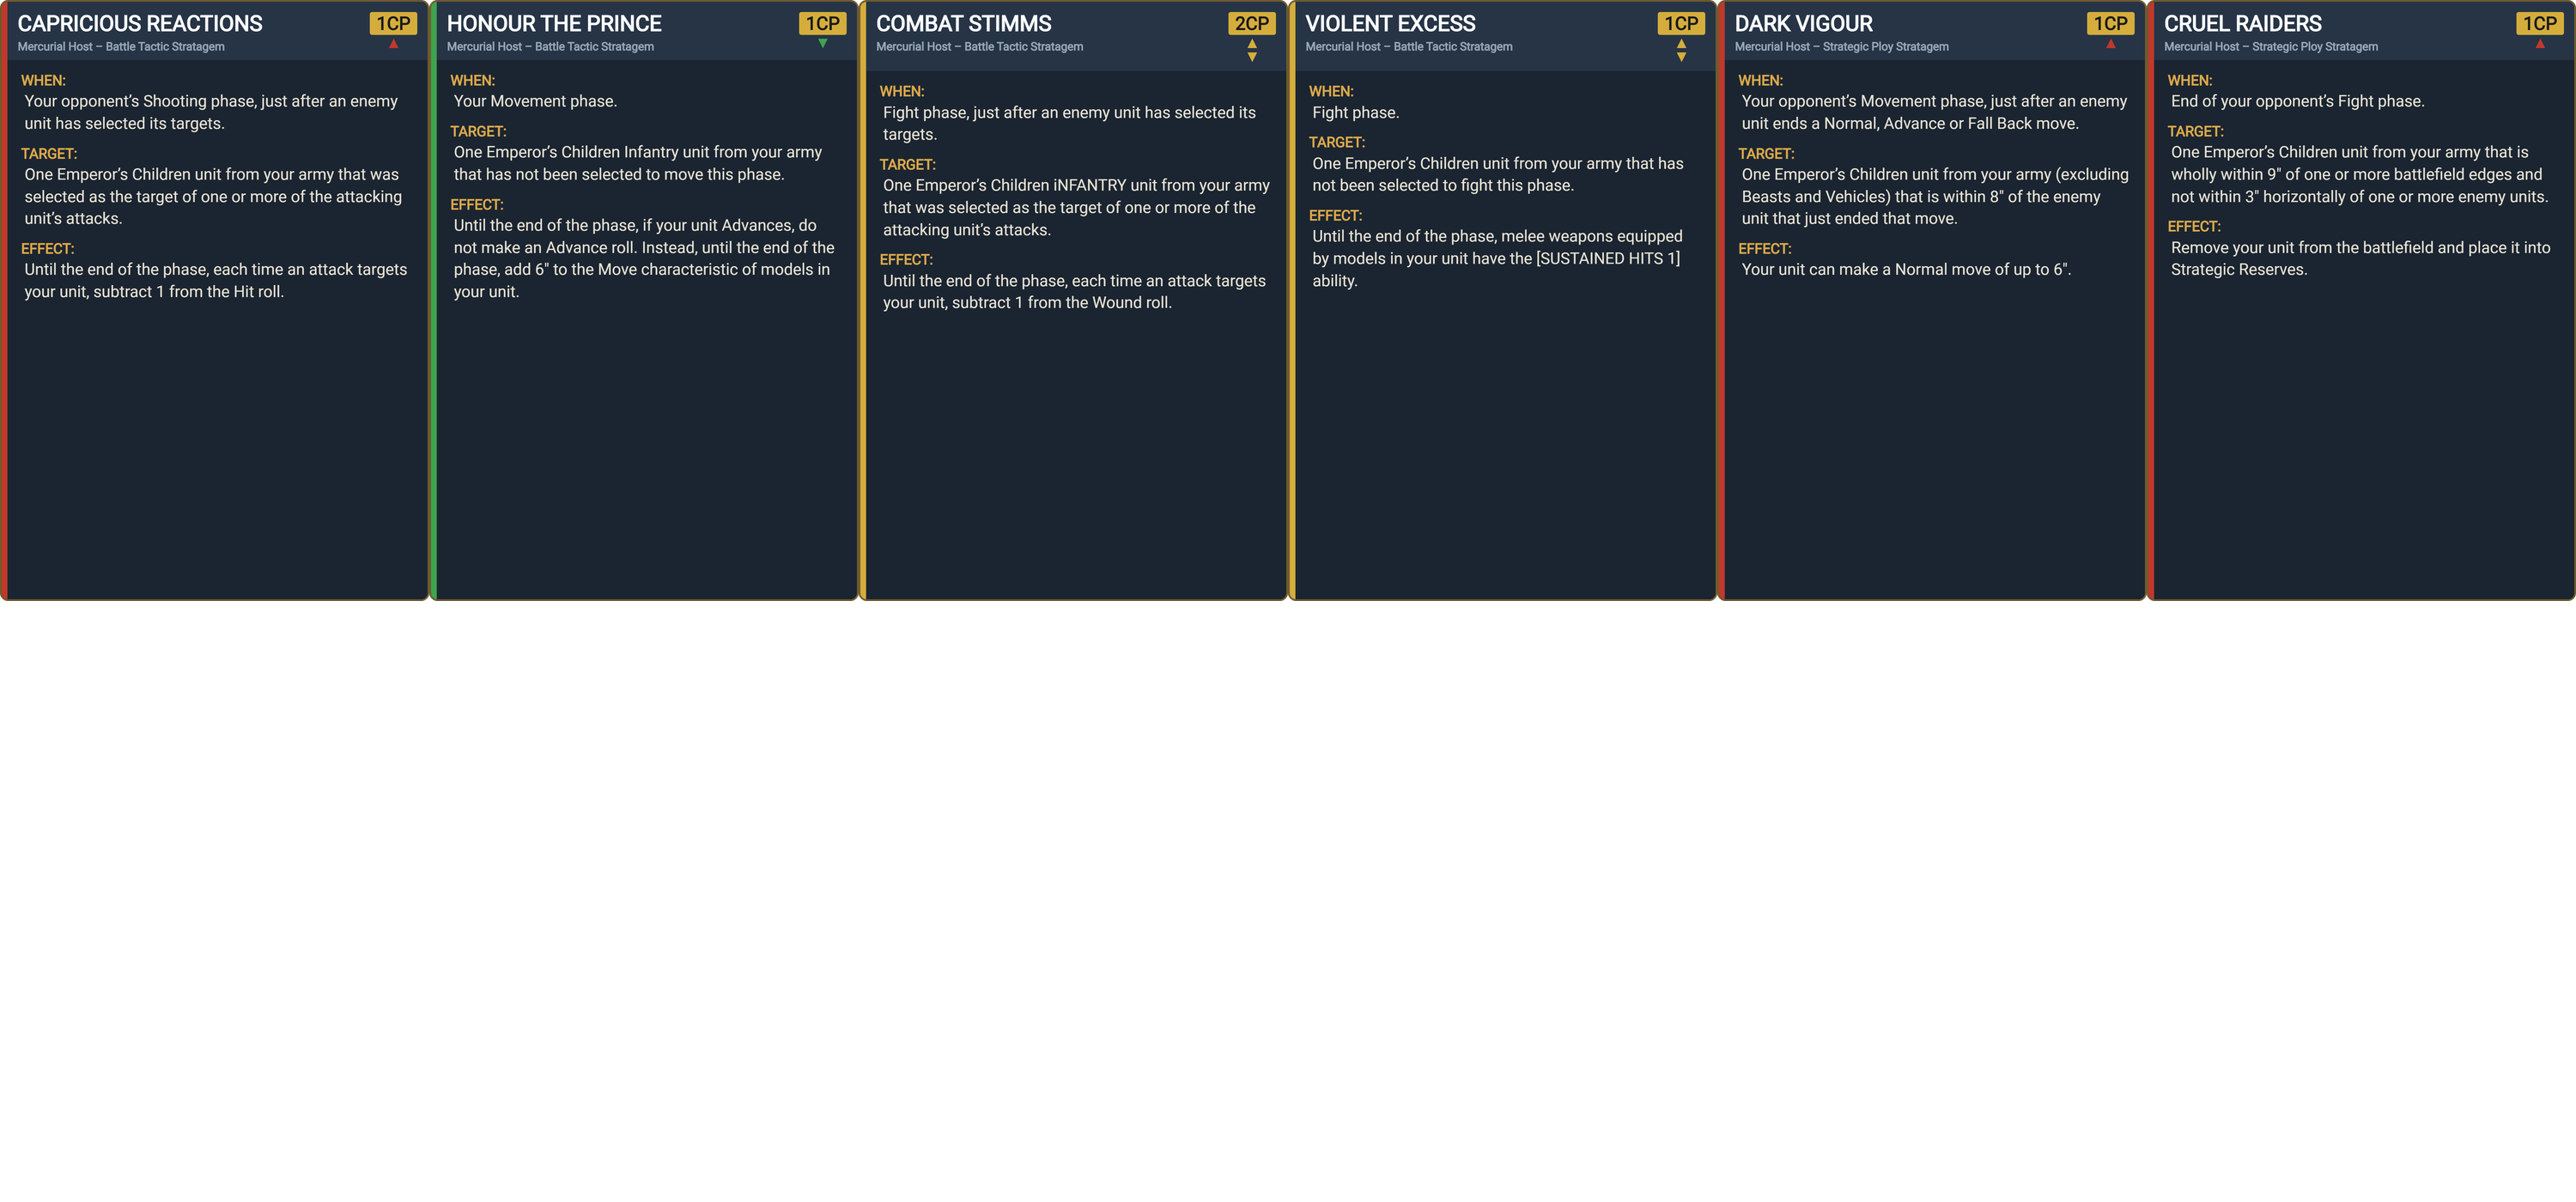 CAPRICIOUS REACTIONS
1CP
Mercurial Host – Battle Tactic Stratagem
WHEN:
Your opponent’s Shooting phase, just after an enemy
unit has selected its targets.
TARGET:
One Emperor’s Children unit from your army that was
selected as the target of one or more of the attacking
unit’s attacks.
EFFECT:
Until the end of the phase, each time an attack targets
your unit, subtract 1 from the Hit roll.
HONOUR THE PRINCE
1CP
Mercurial Host – Battle Tactic Stratagem
WHEN:
Your Movement phase.
TARGET:
One Emperor’s Children Infantry unit from your army
that has not been selected to move this phase.
EFFECT:
Until the end of the phase, if your unit Advances, do
not make an Advance roll. Instead, until the end of the
phase, add 6" to the Move characteristic of models in
your unit.
COMBAT STIMMS
2CP
Mercurial Host – Battle Tactic Stratagem
WHEN:
Fight phase, just after an enemy unit has selected its
targets.
TARGET:
One Emperor’s Children iNFANTRY unit from your army
that was selected as the target of one or more of the
attacking unit’s attacks.
EFFECT:
Until the end of the phase, each time an attack targets
your unit, subtract 1 from the Wound roll.
VIOLENT EXCESS
1CP
Mercurial Host – Battle Tactic Stratagem
WHEN:
Fight phase.
TARGET:
One Emperor’s Children unit from your army that has
not been selected to fight this phase.
EFFECT:
Until the end of the phase, melee weapons equipped
by models in your unit have the [SUSTAINED HITS 1]
ability.
DARK VIGOUR
1CP
Mercurial Host – Strategic Ploy Stratagem
WHEN:
Your opponent’s Movement phase, just after an enemy
unit ends a Normal, Advance or Fall Back move.
TARGET:
One Emperor’s Children unit from your army (excluding
Beasts and Vehicles) that is within 8" of the enemy
unit that just ended that move.
EFFECT:
Your unit can make a Normal move of up to 6".
CRUEL RAIDERS
1CP
Mercurial Host – Strategic Ploy Stratagem
WHEN:
End of your opponent’s Fight phase.
TARGET:
One Emperor’s Children unit from your army that is
wholly within 9" of one or more battlefield edges and
not within 3" horizontally of one or more enemy units.
EFFECT:
Remove your unit from the battlefield and place it into
Strategic Reserves.